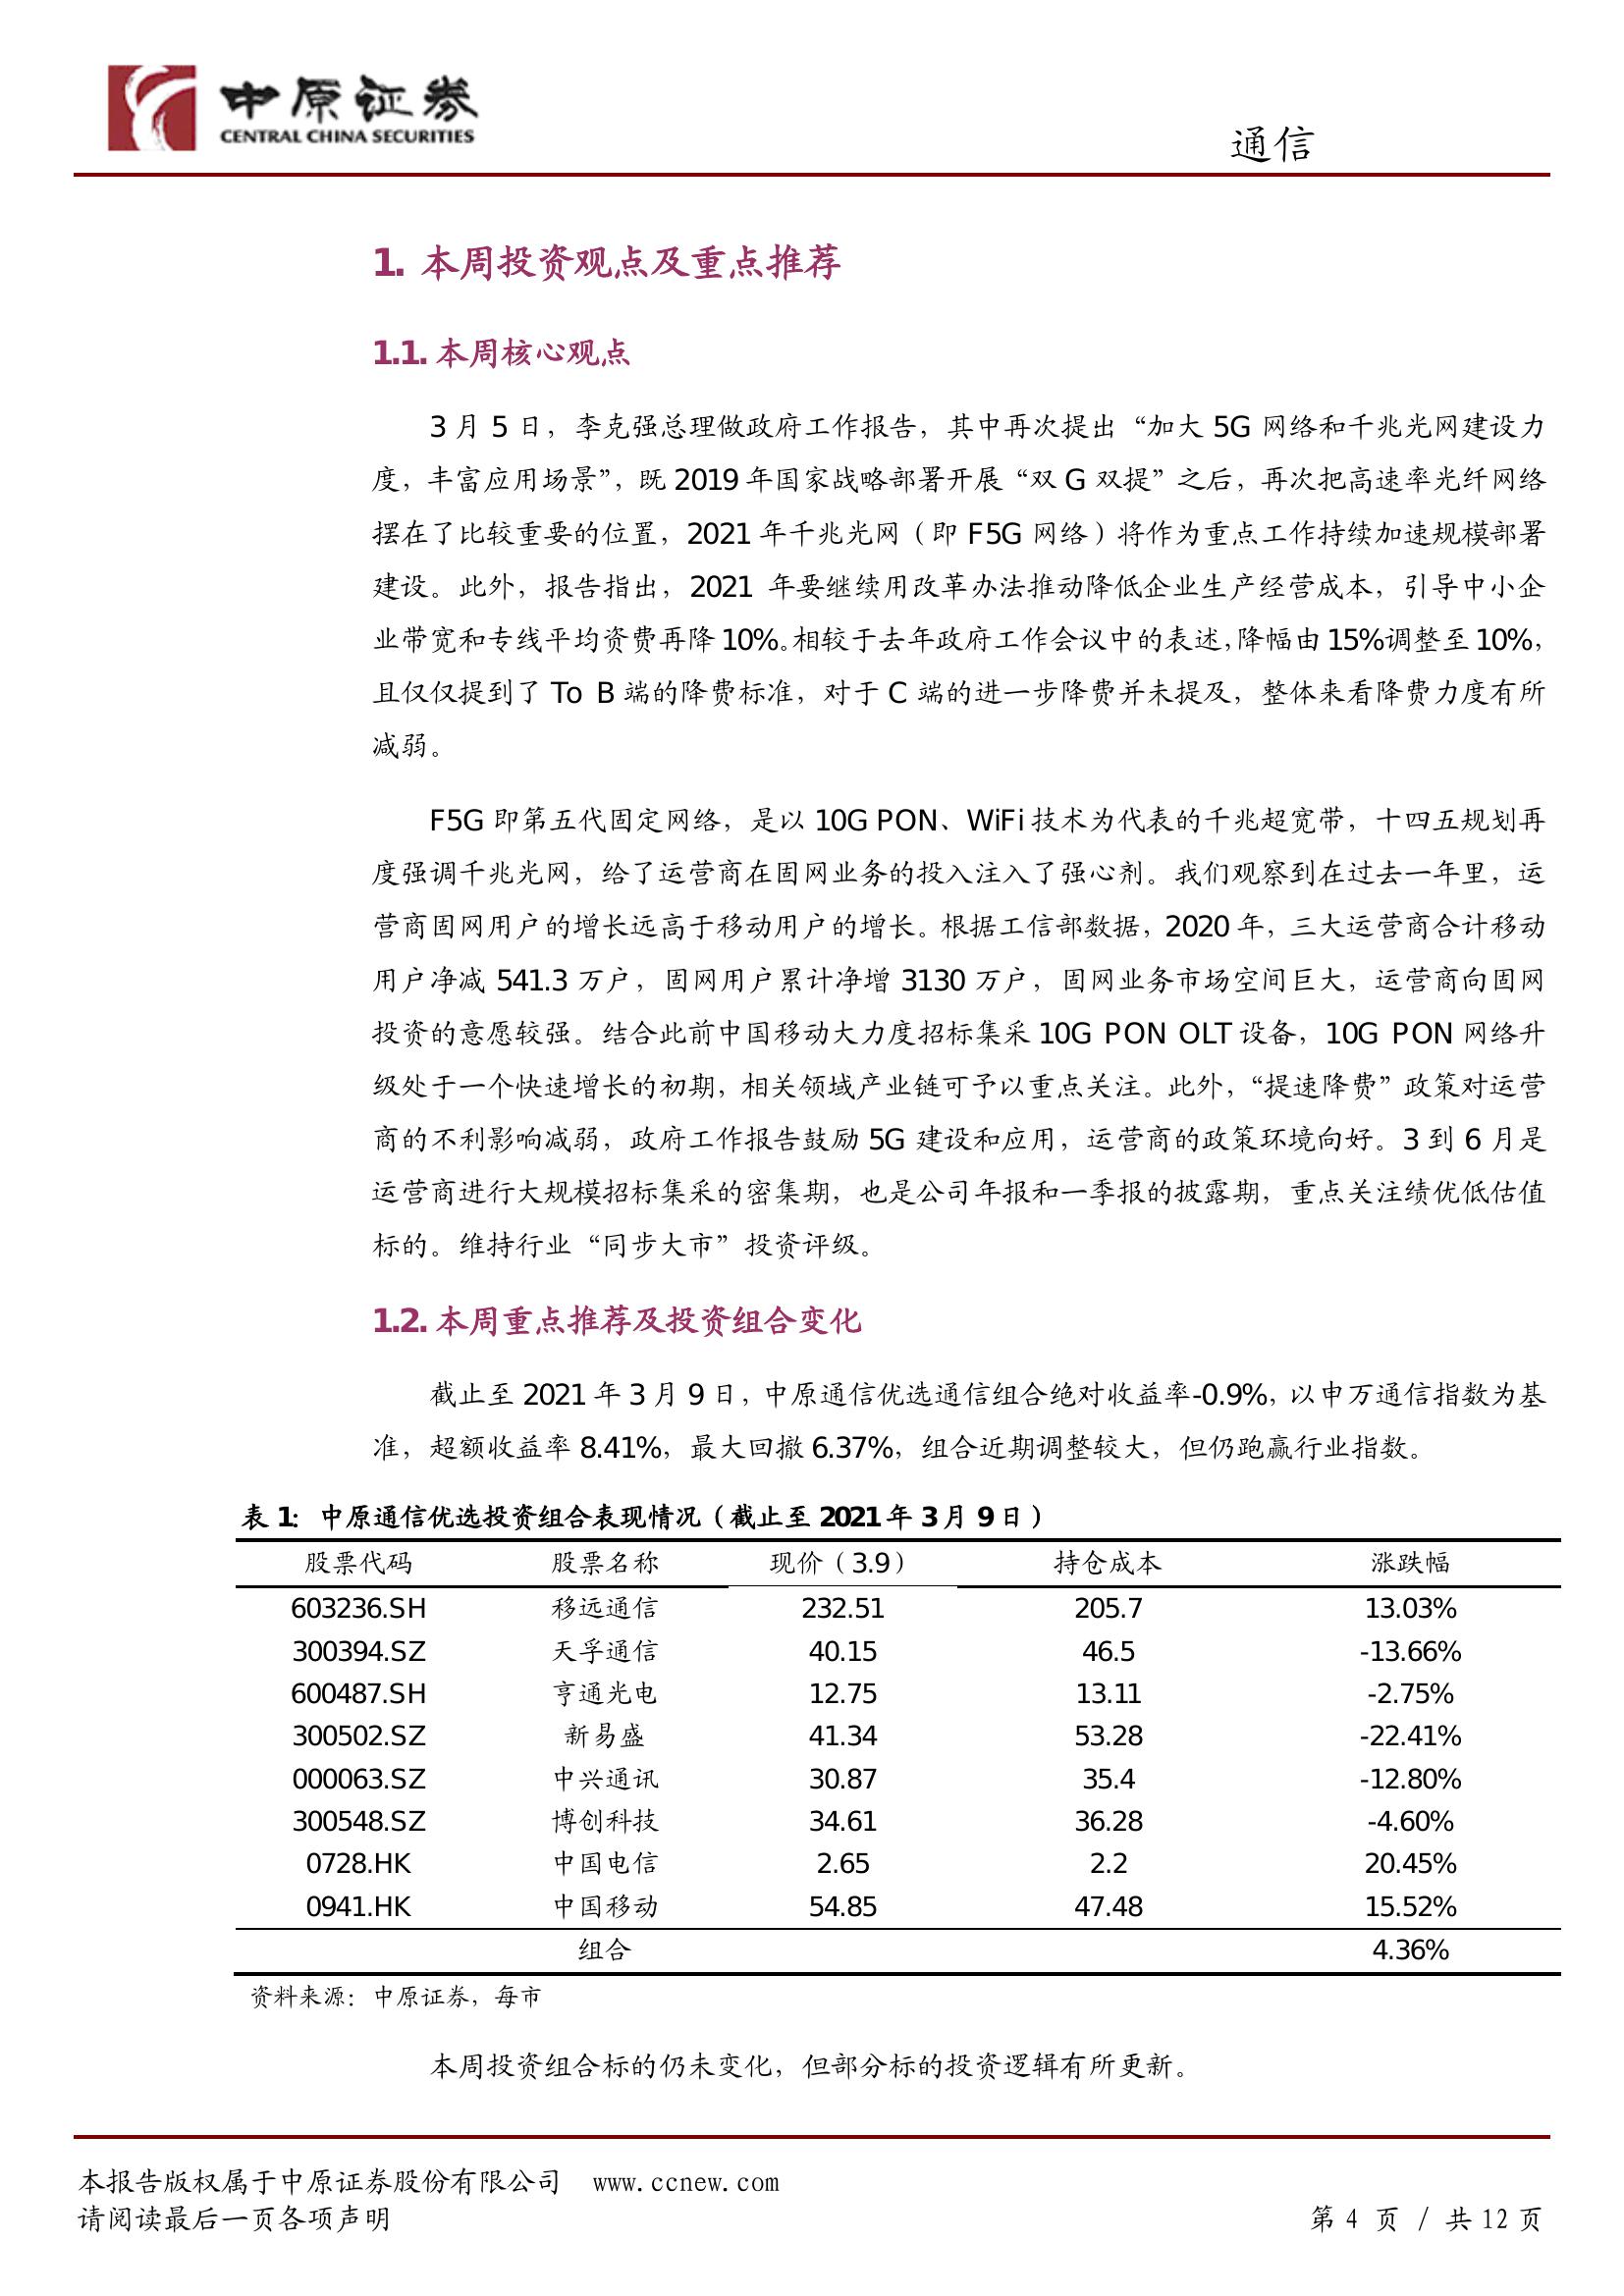 中原证券
CENTRAL CHINA SECURITIES
通信
1. 本周投资观点及重点推荐
1.1. 本周核心观点
3 月 5 日，李克强总理做政府工作报告，其中再次提出“加大 5G 网络和千兆光网建设力
度，丰富应用场景”，既 2019 年国家战略部署开展“双 G 双提”之后，再次把高速率光纤网络
摆在了比较重要的位置，2021 年千兆光网（即 F5G 网络）将作为重点工作持续加速规模部署
建设。此外，报告指出，2021 年要继续用改革办法推动降低企业生产经营成本，引导中小企
业带宽和专线平均资费再降 10%。相较于去年政府工作会议中的表述，降幅由 15%调整至 10%，
且仅仅提到了 To B 端的降费标准，对于 C 端的进一步降费并未提及，整体来看降费力度有所
减弱。
F5G 即第五代固定网络，是以 10G PON、WiFi 技术为代表的千兆超宽带，十四五规划再
度强调千兆光网，给了运营商在固网业务的投入注入了强心剂。我们观察到在过去一年里，运
营商固网用户的增长远高于移动用户的增长。根据工信部数据，2020 年，三大运营商合计移动
用户净减 541.3 万户，固网用户累计净增 3130 万户，固网业务市场空间巨大，运营商向固网
投资的意愿较强。结合此前中国移动大力度招标集采 10G PON OLT 设备，10G PON 网络升
级处于一个快速增长的初期，相关领域产业链可予以重点关注。此外，“提速降费”政策对运营
商的不利影响减弱，政府工作报告鼓励 5G 建设和应用，运营商的政策环境向好。3 到 6 月是
运营商进行大规模招标集采的密集期，也是公司年报和一季报的披露期，重点关注绩优低估值
标的。维持行业“同步大市”投资评级。
1.2. 本周重点推荐及投资组合变化
截止至 2021 年 3 月 9 日，中原通信优选通信组合绝对收益率-0.9%，以申万通信指数为基
准，超额收益率 8.41%，最大回撤 6.37%，组合近期调整较大，但仍跑赢行业指数。
表 1：中原通信优选投资组合表现情况（截止至 2021 年 3 月 9 日）
股票代码 股票名称 现价（3.9） 持仓成本 涨跌幅
603236.SH 移远通信 232.51 205.7 13.03%
300394.SZ 天孚通信 40.15 46.5 -13.66%
600487.SH 亨通光电 12.75 13.11 -2.75%
300502.SZ 新易盛 41.34 53.28 -22.41%
000063.SZ 中兴通讯 30.87 35.4 -12.80%
300548.SZ 博创科技 34.61 36.28 -4.60%
0728.HK 中国电信 2.65 2.2 20.45%
0941.HK 中国移动 54.85 47.48 15.52%
组合 4.36%
资料来源：中原证券，每市
本周投资组合标的仍未变化，但部分标的投资逻辑有所更新。
本报告版权属于中原证券股份有限公司 www.ccnew.com
请阅读最后一页各项声明
第 4 页 / 共 12 页